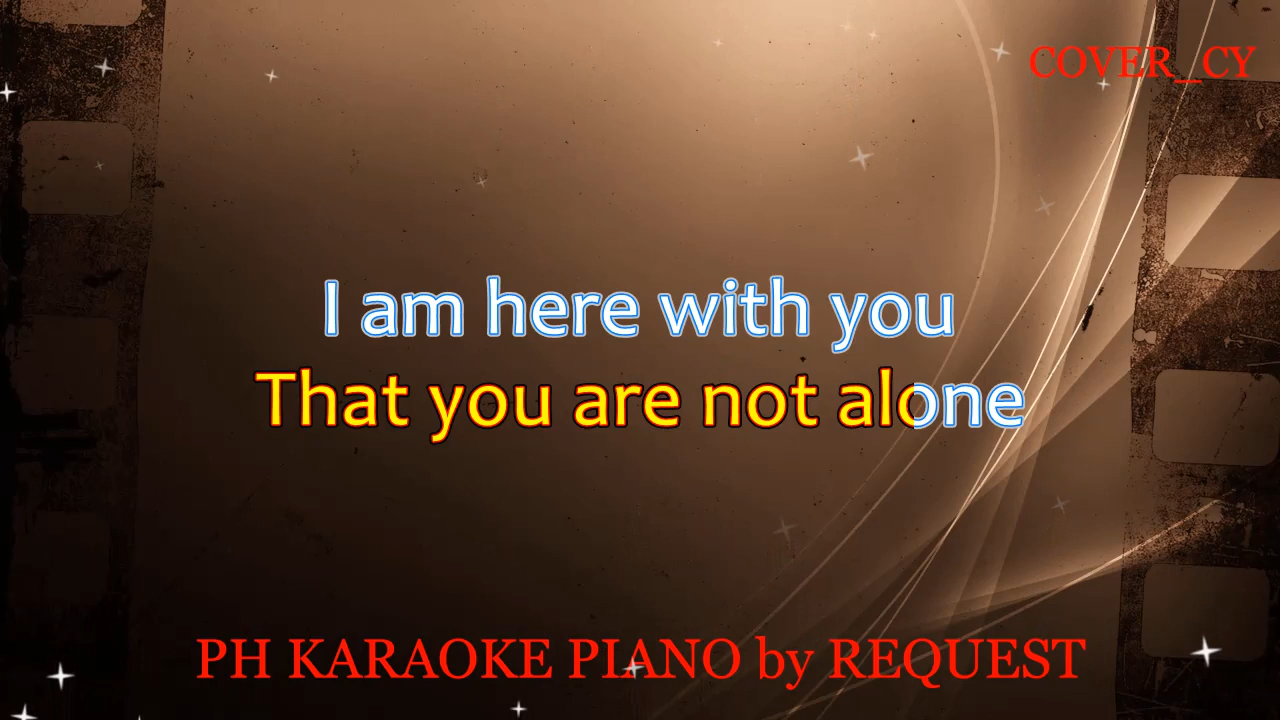 COVER_CY
I am here with you
That you are not alone
PH KARAOKE PIANO by REQUEST